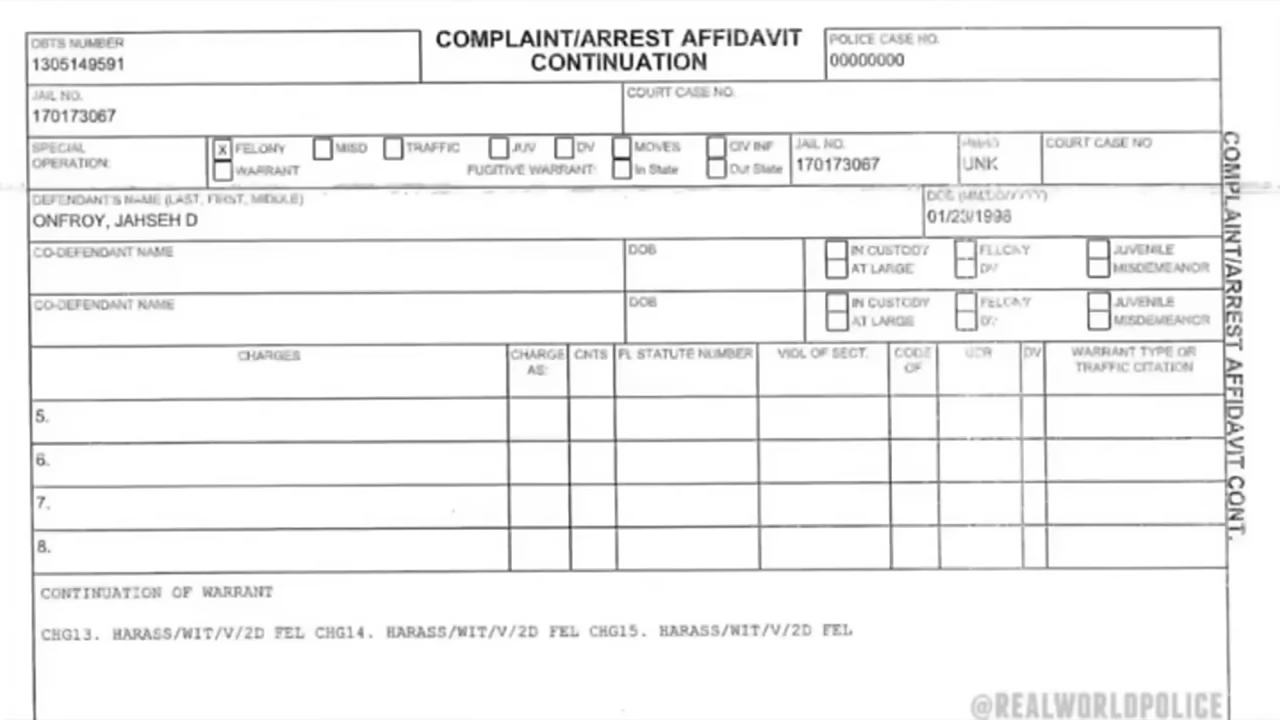 COMPLAINT/ARREST AFFIDAVIT
CONTINUATION
OBTS NUMBER
1305149591
POLICE CASE NO.
00000000
JAIL NO.
170173067
COURT CASE NO.
SPECIAL
OPERATION:
X FELONY MISD TRAFFIC JUV DV MOVES CIV INF
WARRANT FUGITIVE WARRANT: In State Out State
JAIL NO.
170173067
UNK
COURT CASE NO
DEFENDANT'S NAME (LAST, FIRST, MIDDLE)
ONFROY, JAHSEH D
DOB (MM/DD/YYYY)
01/23/1998
CO-DEFENDANT NAME DOB IN CUSTODY FELONY JUVENILE
AT LARGE DV MISDEMEANOR
CO-DEFENDANT NAME DOB IN CUSTODY FELONY JUVENILE
AT LARGE DV MISDEMEANOR
CHARGES CHARGE AS: CNTS FL STATUTE NUMBER VIOL OF SECT. CODE OF UCR DV WARRANT TYPE OR TRAFFIC CITATION
5.
6.
7.
8.
CONTINUATION OF WARRANT
CHG13. HARASS/WIT/V/2D FEL CHG14. HARASS/WIT/V/2D FEL CHG15. HARASS/WIT/V/2D FEL
COMPLAINT/ARREST AFFIDAVIT CONT.
@REALWORLDPOLICE